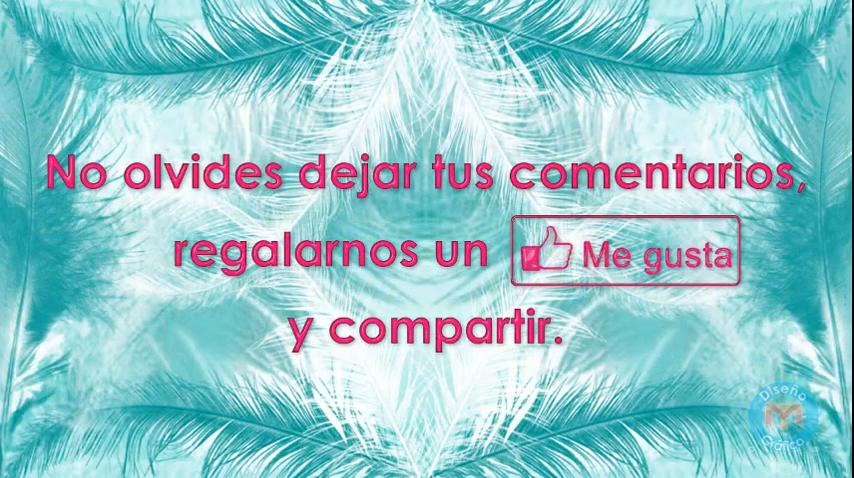 No olvides dejar tus comentarios,
regalarnos un Me gusta
y compartir.
Diseño
M
Gráfico